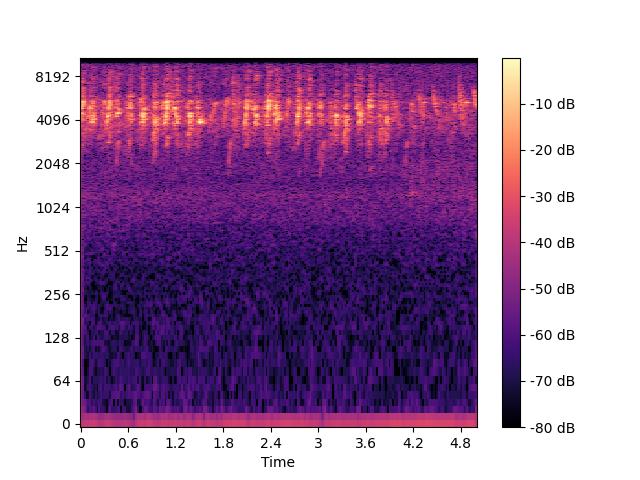 8192
4096
2048
1024
512
256
128
64
0
Hz
0 0.6 1.2 1.8 2.4 3 3.6 4.2 4.8
Time
-10 dB
-20 dB
-30 dB
-40 dB
-50 dB
-60 dB
-70 dB
-80 dB